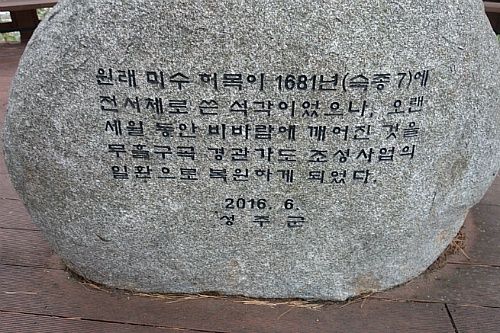 원래 미수 허목이 1681년(숙종 7)에
전서체로 쓴 석각이었으나, 오랜
세월 동안 비바람에 깨어진 것을
무흘구곡 경관가도 조성사업의
일환으로 복원하게 되었다.
2016. 6.
성 주 군